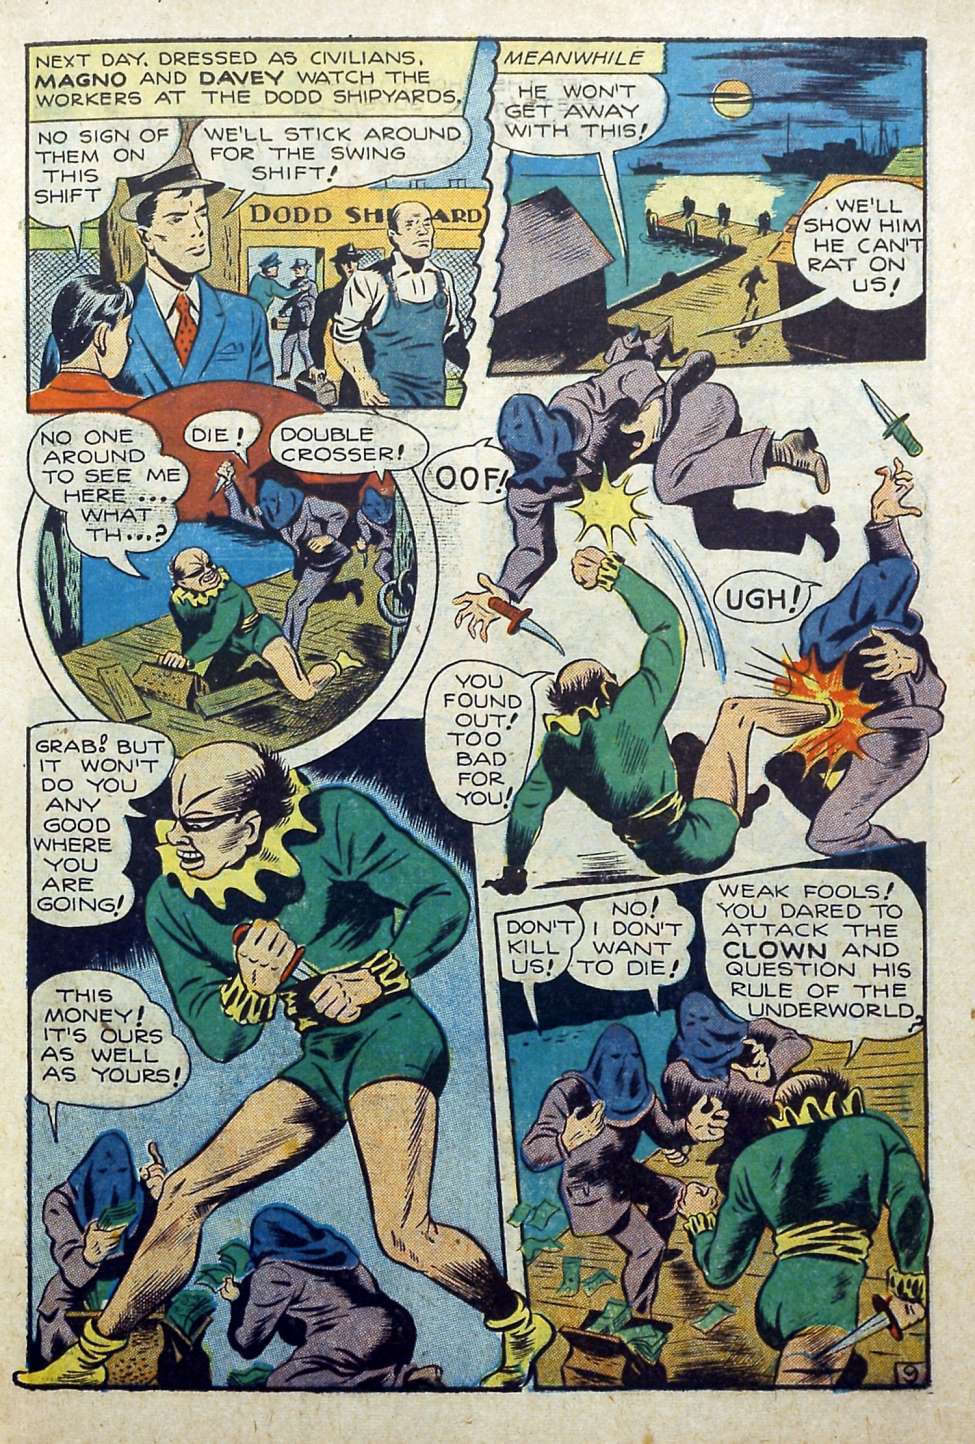 NEXT DAY, DRESSED AS CIVILIANS,
MAGNO AND DAVEY WATCH THE
WORKERS AT THE DODD SHIPYARDS.
NO SIGN OF
THEM ON
THIS
SHIFT
WE'LL STICK AROUND
FOR THE SWING
SHIFT!
DODD SH ARD
MEANWHILE
HE WON'T
GET AWAY
WITH THIS!
WE'LL
SHOW HIM
HE CAN'T
RAT ON
US!
NO ONE
AROUND
TO SEE ME
HERE...
WHAT
TH...?
DIE!
DOUBLE
CROSSER!
OOF!
UGH!
YOU
FOUND
OUT!
TOO
BAD
FOR
YOU!
GRAB! BUT
IT WON'T
DO YOU
ANY
GOOD
WHERE
YOU
ARE
GOING!
THIS
MONEY!
IT'S OURS
AS WELL
AS YOURS!
DON'T
KILL
US!
NO!
I DON'T
WANT
TO DIE!
WEAK FOOLS!
YOU DARED TO
ATTACK THE
CLOWN AND
QUESTION HIS
RULE OF THE
UNDERWORLD?
9